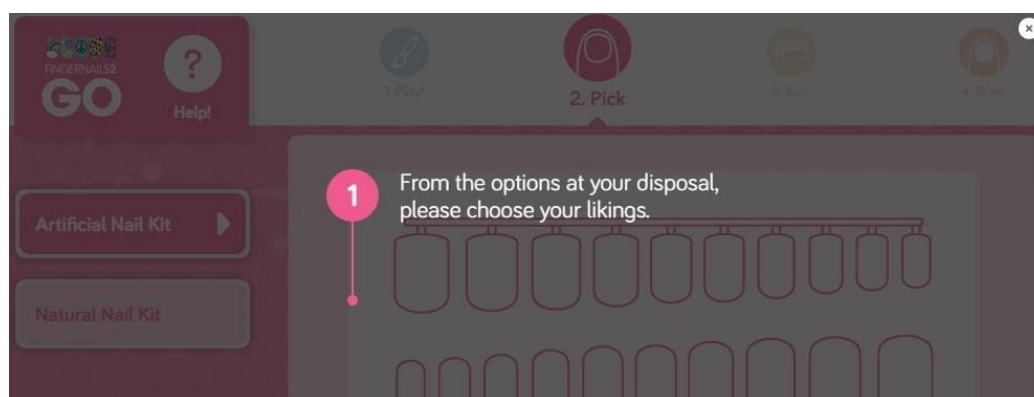 FINGERNAILS2
GO
?
Help!
1. Play!
2. Pick
3. Buy
4. Print
×
1
From the options at your disposal,
please choose your likings.
Artificial Nail Kit
Natural Nail Kit